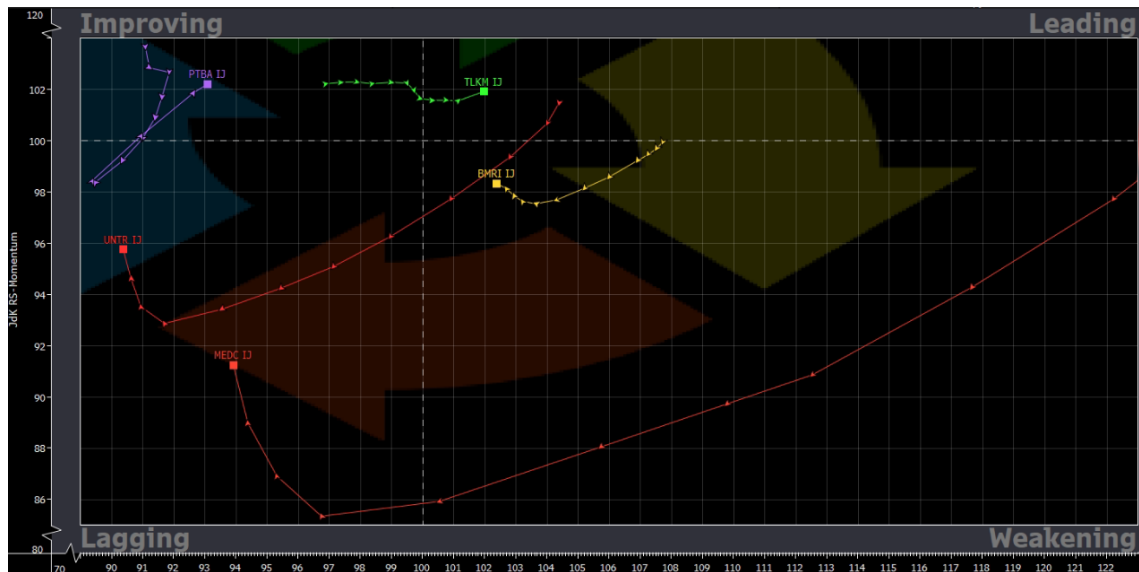 120
Improving
Leading
PTBA IJ
TLKM IJ
102
100
BMRI IJ
98
UNTR IJ
96
JdK RS-Momentum
94
92
MEDC IJ
90
88
86
Lagging
Weakening
80
70
90 91 92 93 94 95 96 97 98 99 100 101 102 103 104 105 106 107 108 109 110 111 112 113 114 115 116 117 118 119 120 121 122